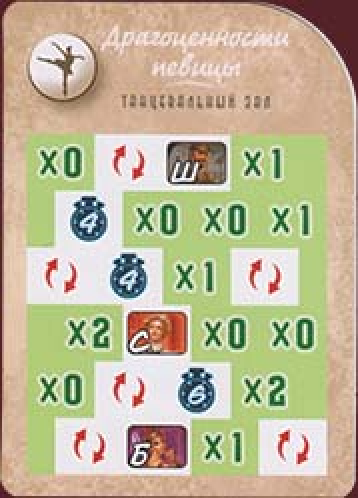 Драгоценности
певицы
ТАНЦЕВАЛЬНЫЙ ЗАЛ
X0 Ш X1
4 X0 X0 X1
4 X1
X2 С X0 X0
X0 6 X2
Б X1